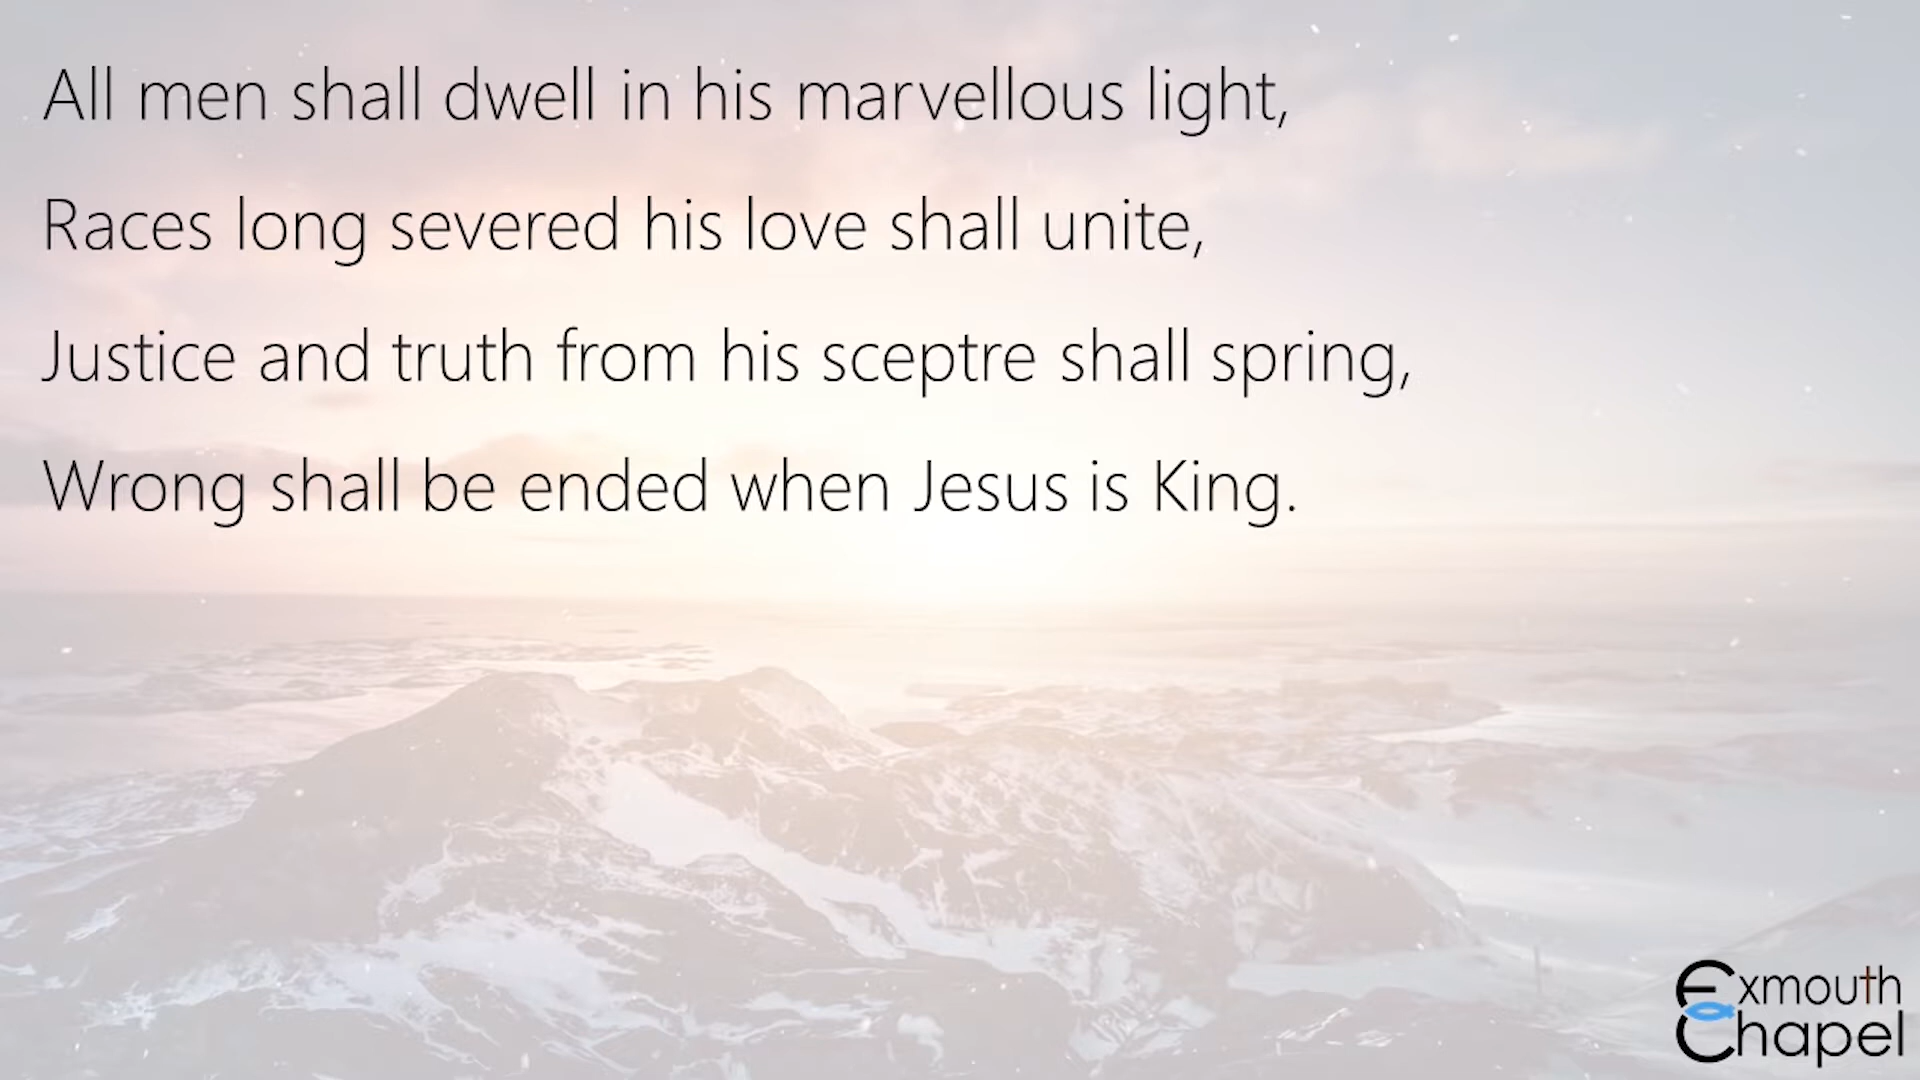 All men shall dwell in his marvellous light,
Races long severed his love shall unite,
Justice and truth from his sceptre shall spring,
Wrong shall be ended when Jesus is King.
Exmouth
Chapel